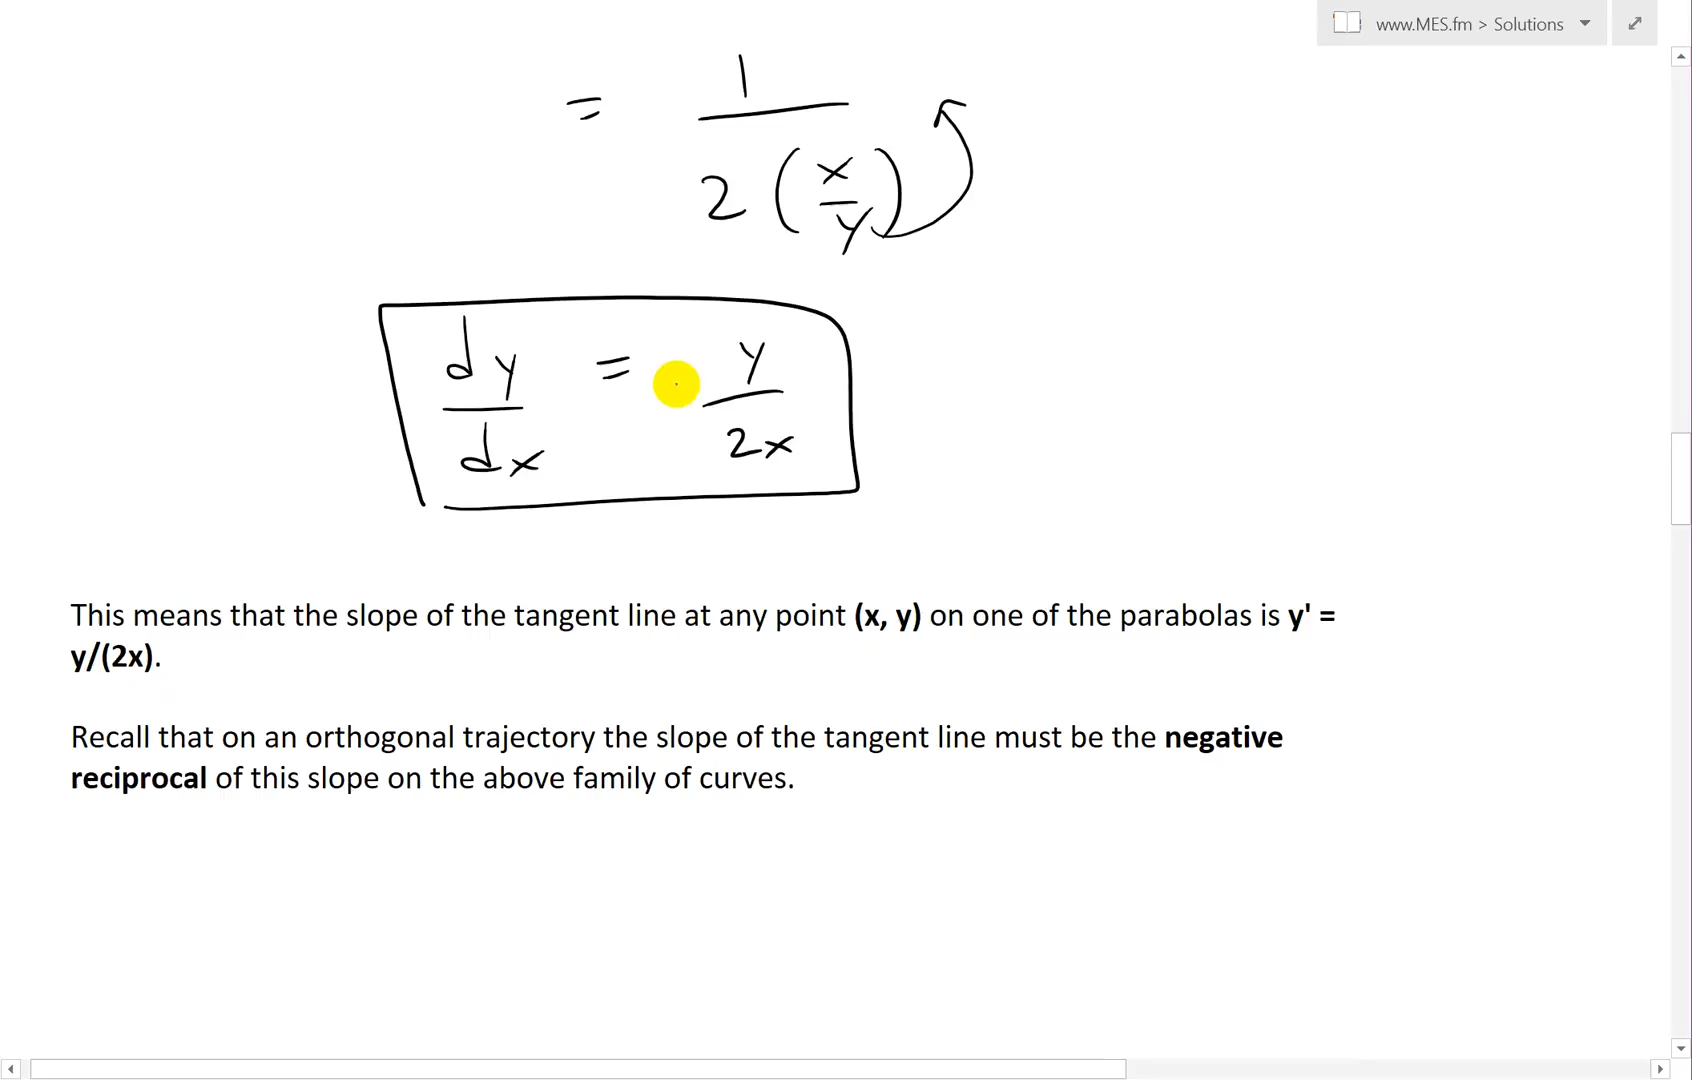 www.MES.fm > Solutions
= 1 / 2 (x/y)
dy/dx = y/2x
This means that the slope of the tangent line at any point (x, y) on one of the parabolas is y' =
y/(2x).
Recall that on an orthogonal trajectory the slope of the tangent line must be the negative
reciprocal of this slope on the above family of curves.